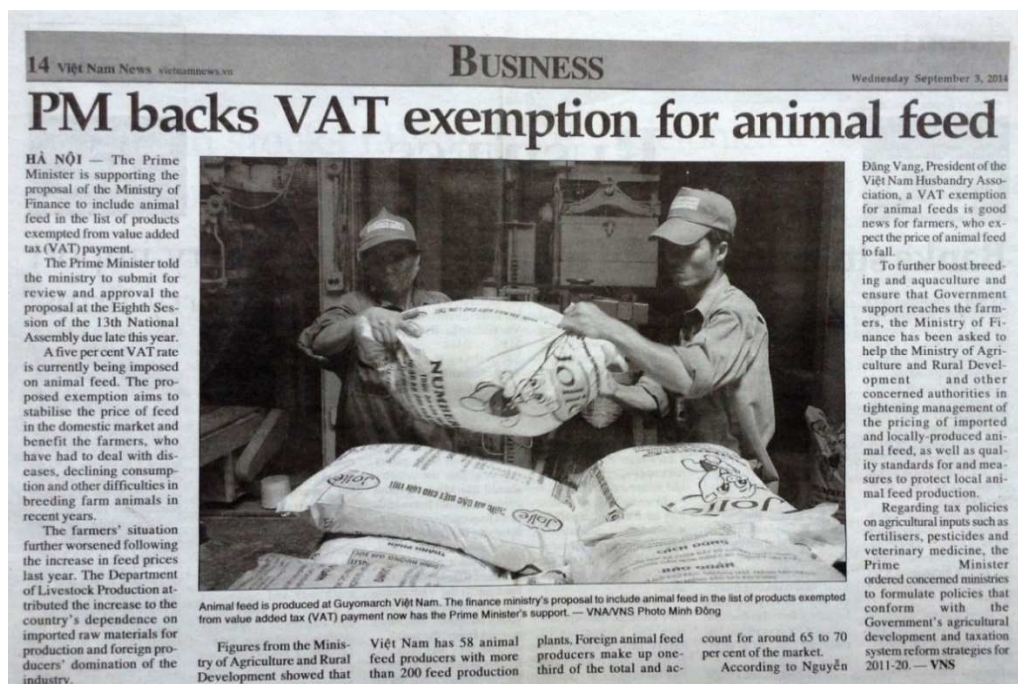 14 Việt Nam News vietnamnews.vn
BUSINESS
Wednesday September 3, 2014
PM backs VAT exemption for animal feed
HÀ NỘI — The Prime
Minister is supporting the
proposal of the Ministry of
Finance to include animal
feed in the list of products
exempted from value added
tax (VAT) payment.
The Prime Minister told
the ministry to submit for
review and approval the
proposal at the Eighth Ses-
sion of the 13th National
Assembly due late this year.
A five per cent VAT rate
is currently being imposed
on animal feed. The pro-
posed exemption aims to
stabilise the price of feed
in the domestic market and
benefit the farmers, who
have had to deal with dis-
eases, declining consump-
tion and other difficulties in
breeding farm animals in
recent years.
The farmers' situation
further worsened following
the increase in feed prices
last year. The Department
of Livestock Production at-
tributed the increase to the
country's dependence on
imported raw materials for
production and foreign pro-
ducers' domination of the
industry.
Jolie
Jolie
Jolie
Jolie
CÁCH DÙNG
BẢO QUẢN
Animal feed is produced at Guyomarch Việt Nam. The finance ministry's proposal to include animal feed in the list of products exempted
from value added tax (VAT) payment now has the Prime Minister's support. — VNA/VNS Photo Minh Đông
Figures from the Minis-
try of Agriculture and Rural
Development showed that
Việt Nam has 58 animal
feed producers with more
than 200 feed production
plants. Foreign animal feed
producers make up one-
third of the total and ac-
count for around 65 to 70
per cent of the market.
According to Nguyễn
Đăng Vang, President of the
Việt Nam Husbandry Asso-
ciation, a VAT exemption
for animal feeds is good
news for farmers, who ex-
pect the price of animal feed
to fall.
To further boost breed-
ing and aquaculture and
ensure that Government
support reaches the farm-
ers, the Ministry of Fi-
nance has been asked to
help the Ministry of Agri-
culture and Rural Devel-
opment and other
concerned authorities in
tightening management of
the pricing of imported
and locally-produced ani-
mal feed, as well as qual-
ity standards for and mea-
sures to protect local ani-
mal feed production.
Regarding tax policies
on agricultural inputs such as
fertilisers, pesticides and
veterinary medicine, the
Prime Minister
ordered concerned ministries
to formulate policies that
conform with the
Government's agricultural
development and taxation
system reform strategies for
2011-20. — VNS